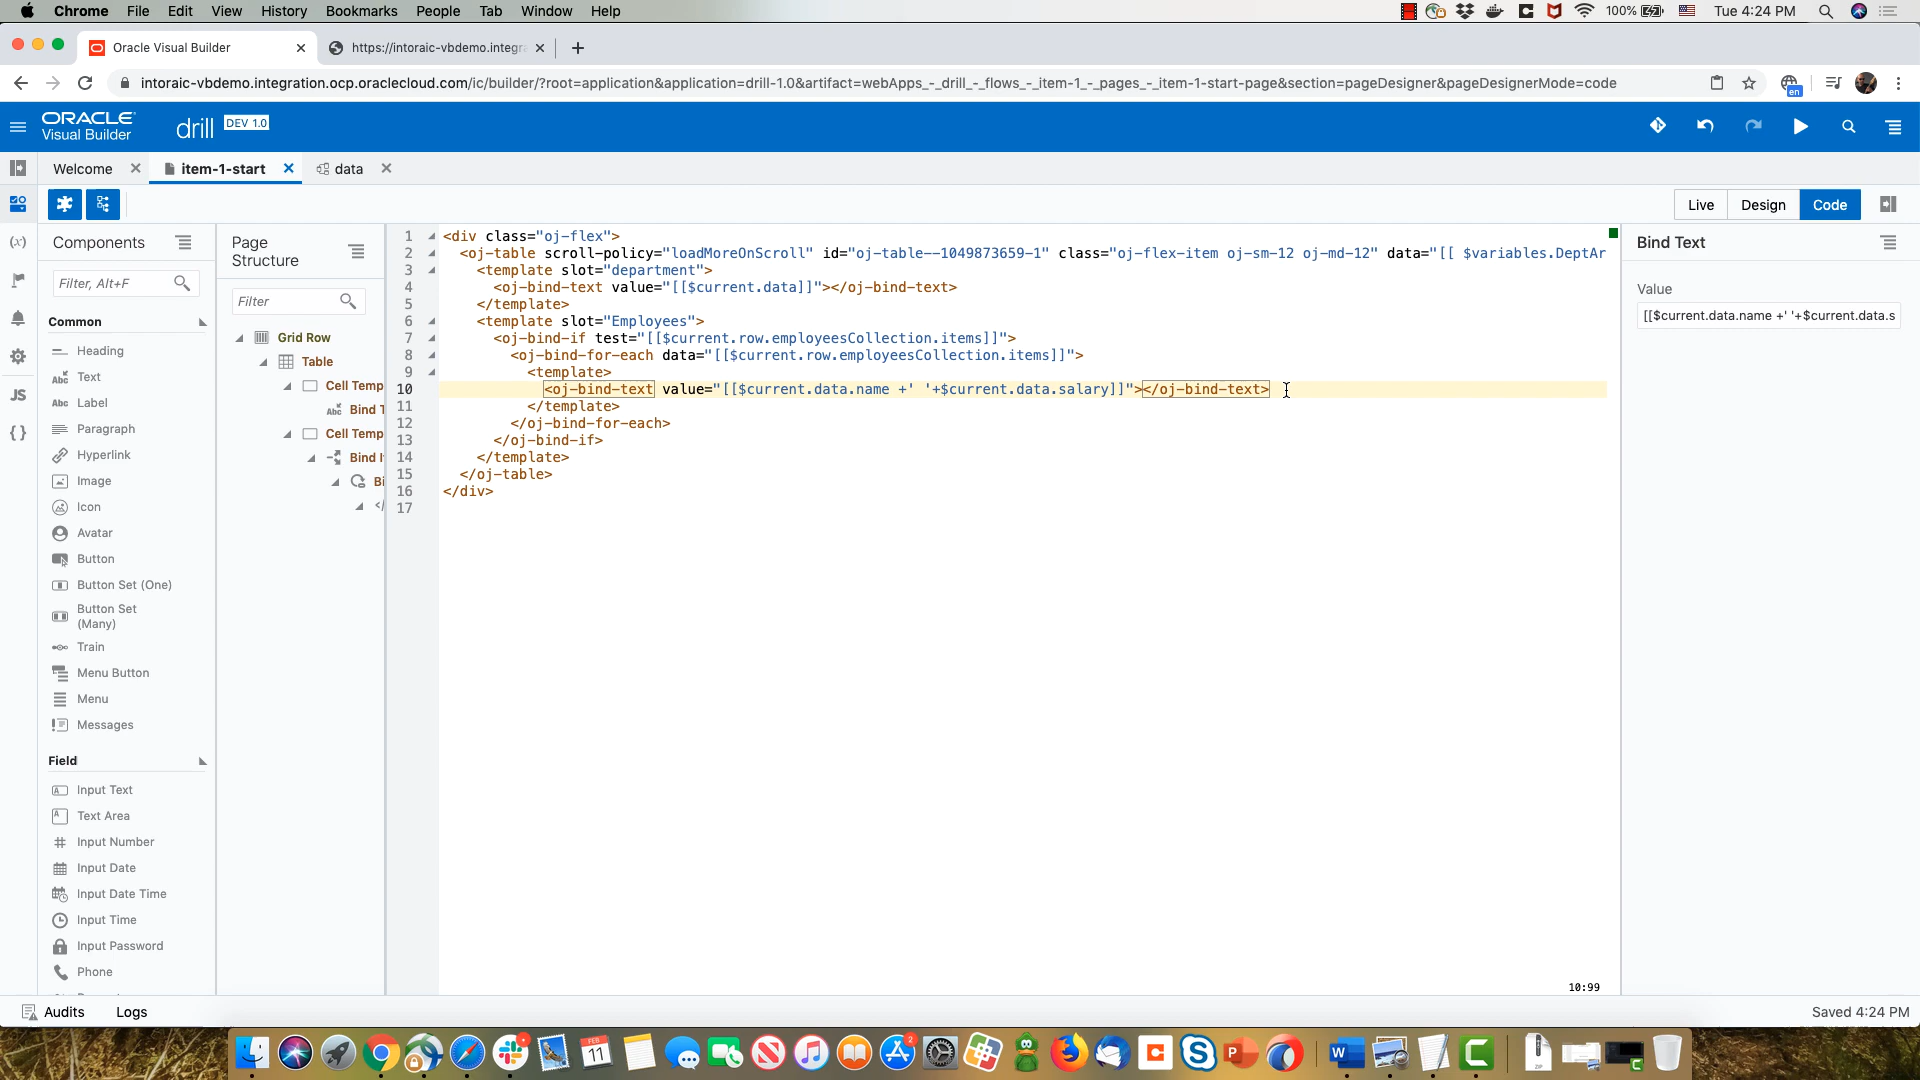 Chrome File Edit View History Bookmarks People Tab Window Help 100% Tue 4:24 PM
Oracle Visual Builder https://intoraic-vbdemo.integra
intoraic-vbdemo.integration.ocp.oraclecloud.com/ic/builder/?root=application&application=drill-1.0&artifact=webApps_-_drill_-_flows_-_item-1_-_pages_-_item-1-start-page&section=pageDesigner&pageDesignerMode=code
en
ORACLE
Visual Builder
drill DEV 1.0
Welcome item-1-start data
Live Design Code
Components
Filter, Alt+F
Common
Heading
Text
Label
Paragraph
Hyperlink
Image
Icon
Avatar
Button
Button Set (One)
Button Set
(Many)
Train
Menu Button
Menu
Messages
Field
Input Text
Text Area
Input Number
Input Date
Input Date Time
Input Time
Input Password
Phone
Page
Structure
Filter
Grid Row
Table
Cell Temp
Bind T
Cell Temp
Bind I
Bi
1 <div class="oj-flex">
2 <oj-table scroll-policy="loadMoreOnScroll" id="oj-table--1049873659-1" class="oj-flex-item oj-sm-12 oj-md-12" data="[[ $variables.DeptAr
3 <template slot="department">
4 <oj-bind-text value="[[$current.data]]"></oj-bind-text>
5 </template>
6 <template slot="Employees">
7 <oj-bind-if test="[[$current.row.employeesCollection.items]]">
8 <oj-bind-for-each data="[[$current.row.employeesCollection.items]]">
9 <template>
10 <oj-bind-text value="[[$current.data.name +' '+$current.data.salary]]"></oj-bind-text>
11 </template>
12 </oj-bind-for-each>
13 </oj-bind-if>
14 </template>
15 </oj-table>
16 </div>
17
10:99
Bind Text
Value
[[$current.data.name +' '+$current.data.s
(x)
JS
{ }
Audits Logs
Saved 4:24 PM
FEB
11
2
W